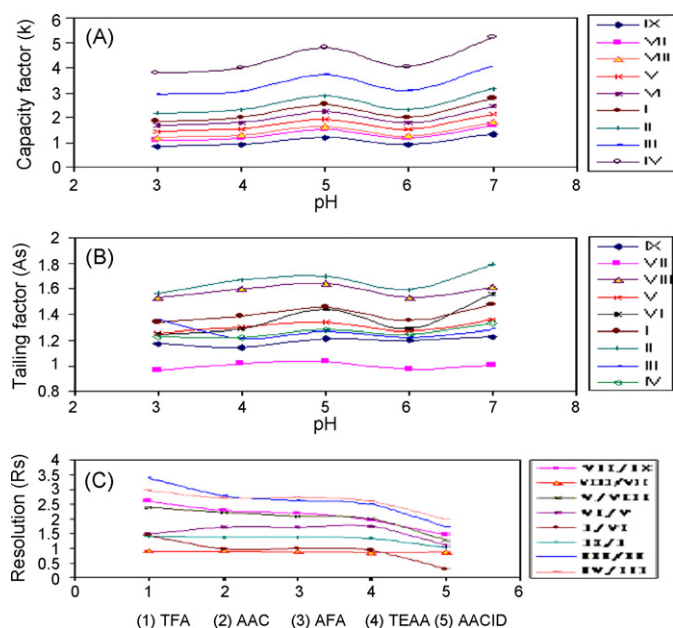 (A)
Capacity factor (k)
6
5
4
3
2
1
0
2 3 4 5 6 7 8
pH
IX
VII
VIII
V
VI
I
II
III
IV
(B)
Tailing factor (As)
2
1.8
1.6
1.4
1.2
1
0.8
2 3 4 5 6 7 8
pH
IX
VII
VIII
V
VI
I
II
III
IV
(C)
Resolution (Rs)
4
3.5
3
2.5
2
1.5
1
0.5
0
0 1 2 3 4 5 6
(1) TFA (2) AAC (3) AFA (4) TEAA (5) AACID
VII/IX
VIII/VII
V/VIII
VI/V
I/VI
II/I
III/II
IV/III